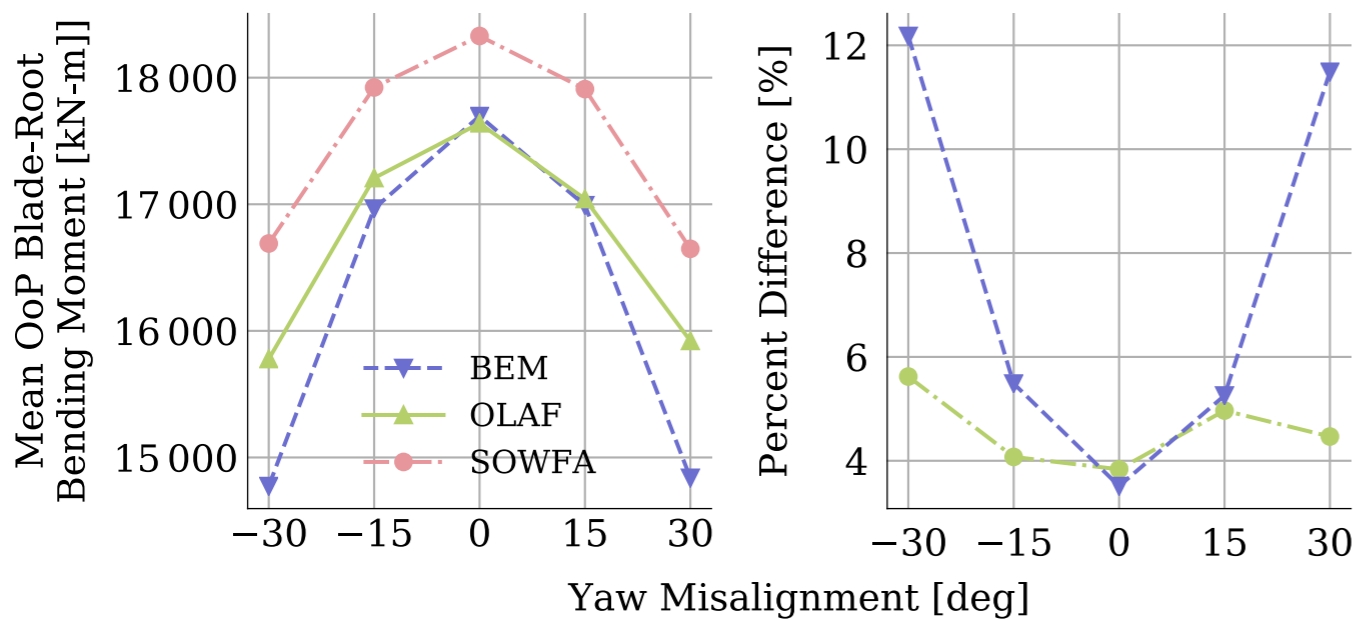 Mean OoP Blade-Root
Bending Moment [kN-m]]
18 000
17 000
16 000
15 000
−30 −15 0 15 30
BEM
OLAF
SOWFA
Percent Difference [%]
12
10
8
6
4
−30 −15 0 15 30
Yaw Misalignment [deg]